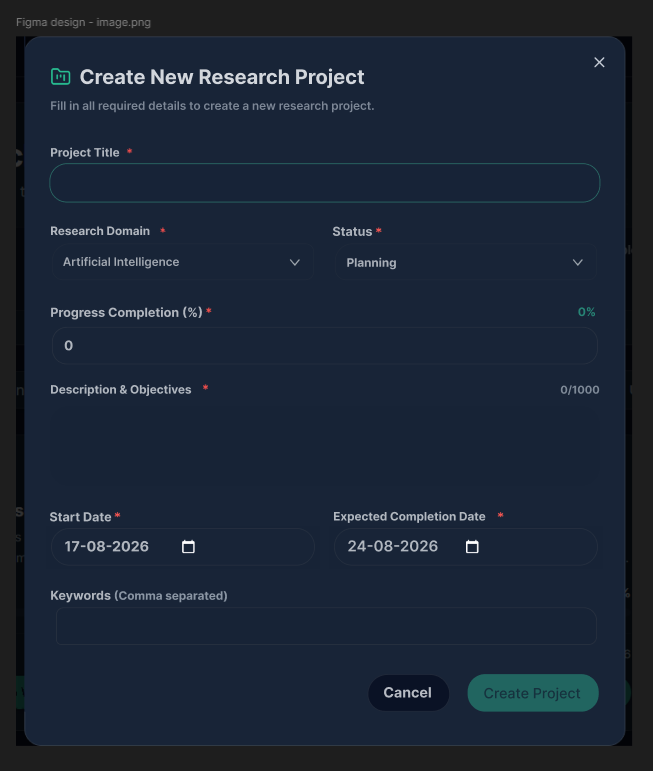 Figma design - image.png
Create New Research Project
Fill in all required details to create a new research project.
Project Title *
Research Domain * Status *
Artificial Intelligence Planning
Progress Completion (%) * 0%
0
Description & Objectives * 0/1000
Start Date * Expected Completion Date *
17-08-2026 24-08-2026
Keywords (Comma separated)
Cancel Create Project